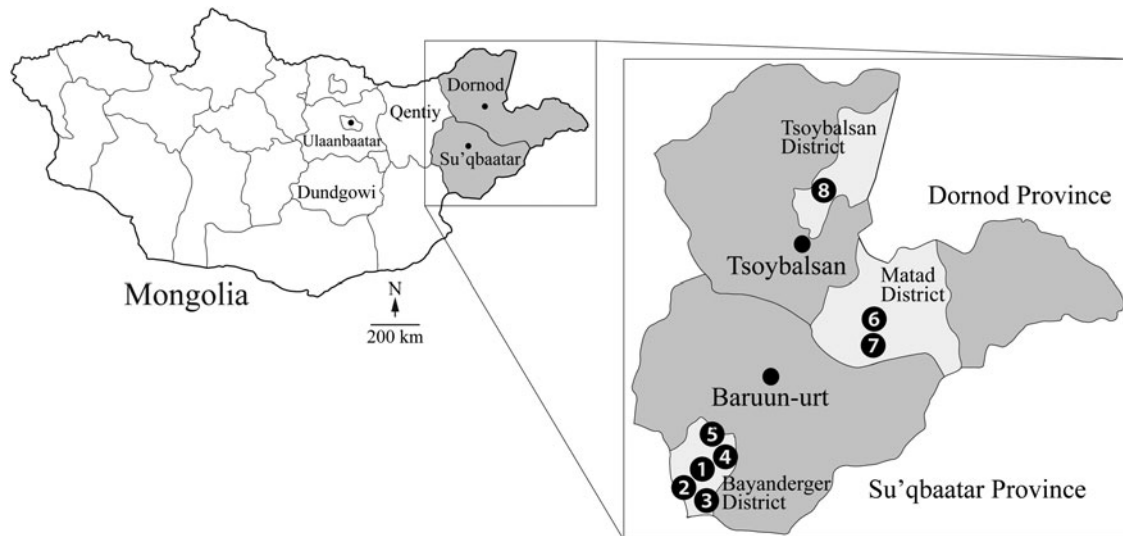 Dornod
Qentiy
Ulaanbaatar
Su'qbaatar
Dundgowi
Mongolia
N
200 km
Tsoybalsan
District
8
Dornod Province
Tsoybalsan
Matad
District
6
7
Baruun-urt
5
4
1
2
3
Bayanderger
District
Su'qbaatar Province